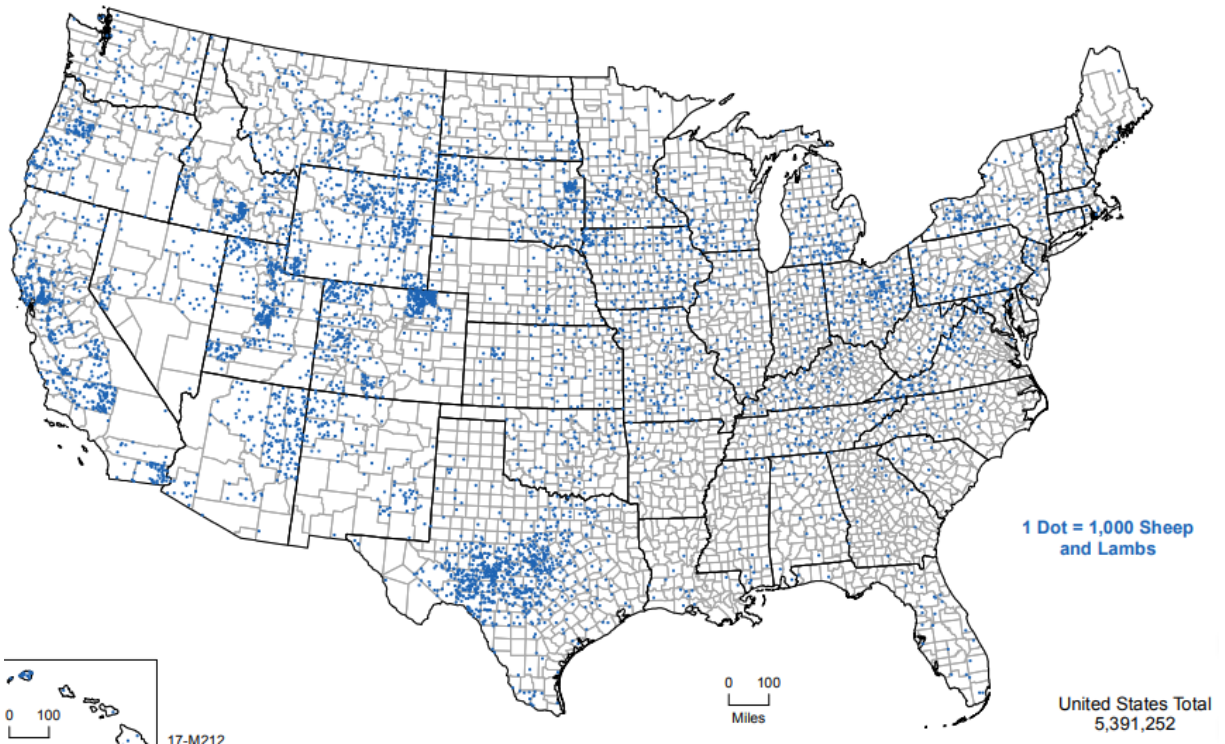 1 Dot = 1,000 Sheep
and Lambs
0 100
Miles
United States Total
5,391,252
0 100
17-M212